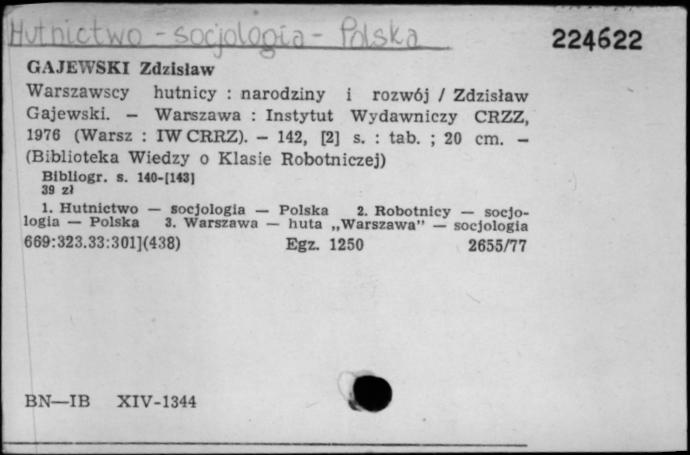 Hutnictwo - socjologia - Polska
224622
GAJEWSKI Zdzisław
Warszawscy hutnicy : narodziny i rozwój / Zdzisław
Gajewski. — Warszawa : Instytut Wydawniczy CRZZ,
1976 (Warsz : IW CRRZ). — 142, [2] s. : tab. ; 20 cm. —
(Biblioteka Wiedzy o Klasie Robotniczej)
Bibliogr. s. 140-[143]
39 zł
1. Hutnictwo — socjologia — Polska 2. Robotnicy — socjo-
logia — Polska 3. Warszawa — huta „Warszawa” — socjologia
669:323.33:301](438) Egz. 1250 2655/77
BN—IB XIV-1344